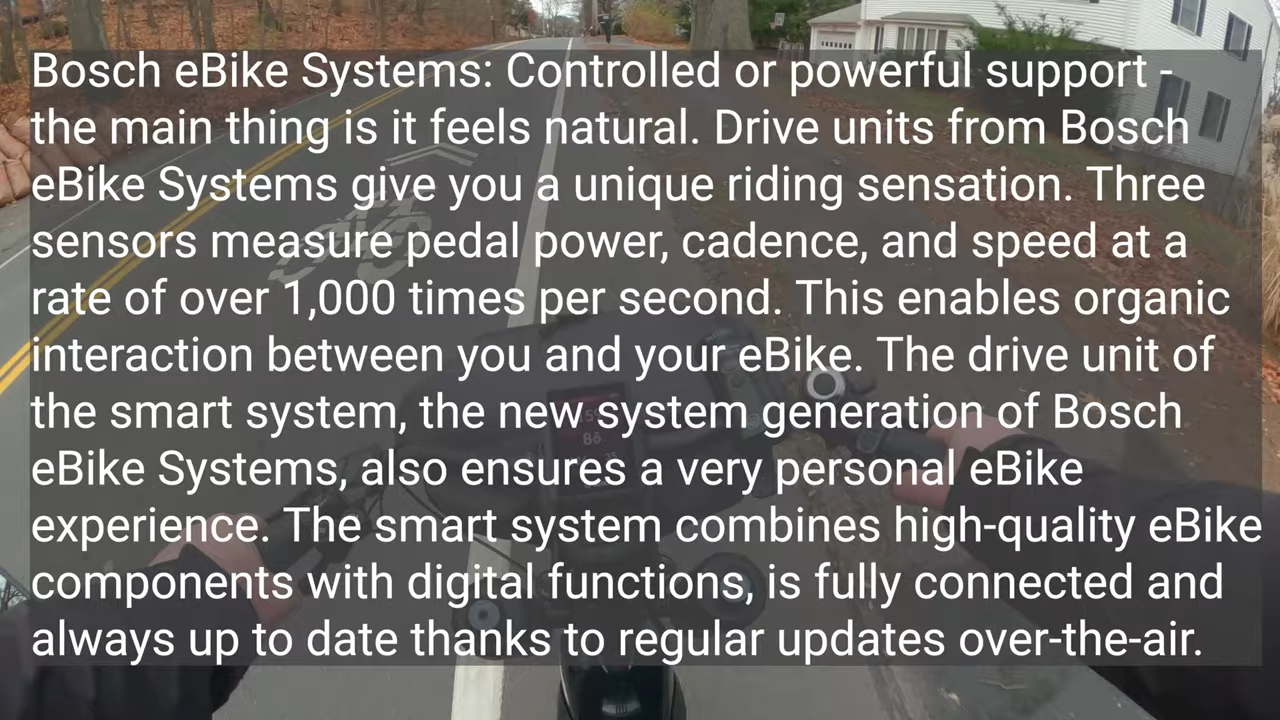 Bosch eBike Systems: Controlled or powerful support -
the main thing is it feels natural. Drive units from Bosch
eBike Systems give you a unique riding sensation. Three
sensors measure pedal power, cadence, and speed at a
rate of over 1,000 times per second. This enables organic
interaction between you and your eBike. The drive unit of
the smart system, the new system generation of Bosch
eBike Systems, also ensures a very personal eBike
experience. The smart system combines high-quality eBike
components with digital functions, is fully connected and
always up to date thanks to regular updates over-the-air.